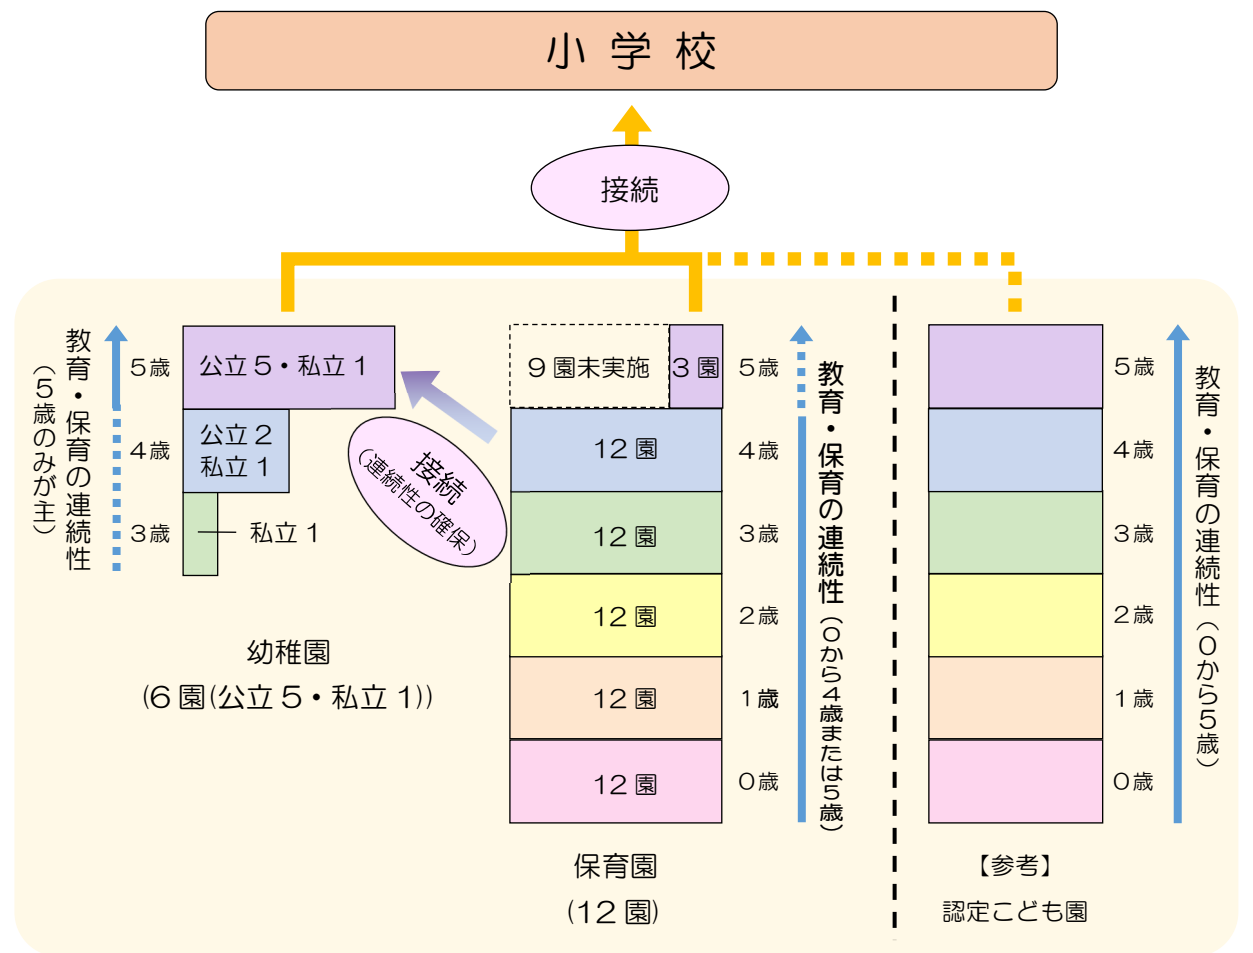 小学校
接続
教育・保育の連続性
（5歳のみが主）
5歳
公立5・私立1
4歳
公立2
私立1
3歳
私立1
接続
（連続性の確保）
幼稚園
(6園(公立5・私立1))
9園未実施
3園
5歳
12園
4歳
12園
3歳
12園
2歳
12園
1歳
12園
0歳
教育・保育の連続性（0から4歳または5歳）
保育園
(12園)
5歳
4歳
3歳
2歳
1歳
0歳
教育・保育の連続性（0から5歳）
【参考】
認定こども園